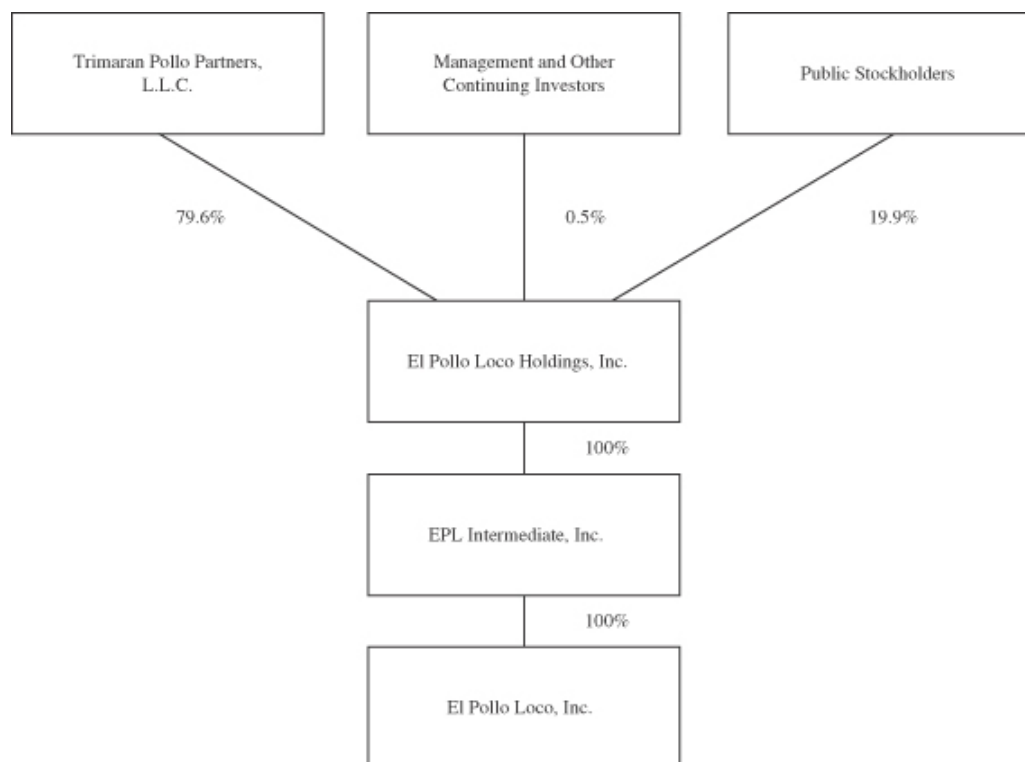 Trimaran Pollo Partners,
L.L.C.
Management and Other
Continuing Investors
Public Stockholders
79.6%
0.5%
19.9%
El Pollo Loco Holdings, Inc.
100%
EPL Intermediate, Inc.
100%
El Pollo Loco, Inc.